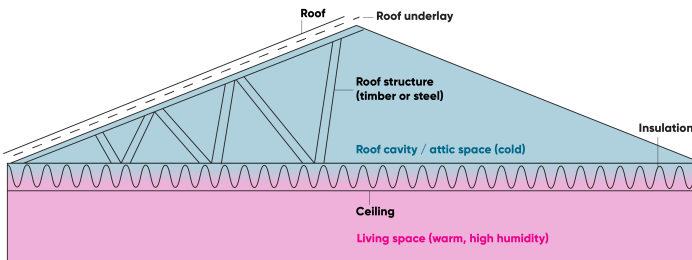 Roof
Roof underlay
Roof structure
(timber or steel)
Insulation
Roof cavity / attic space (cold)
Ceiling
Living space (warm, high humidity)